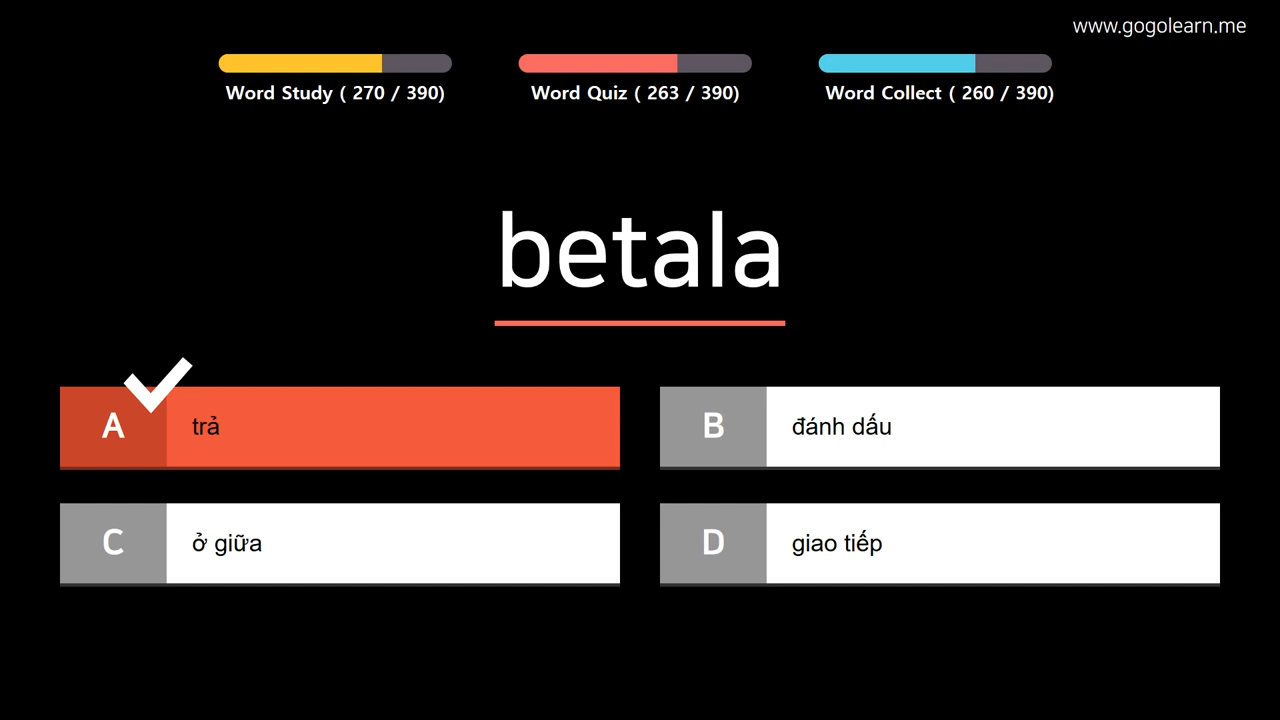 www.gogolearn.me
Word Study ( 270 / 390)
Word Quiz ( 263 / 390)
Word Collect ( 260 / 390)
betala
A trả
B đánh dấu
C ở giữa
D giao tiếp